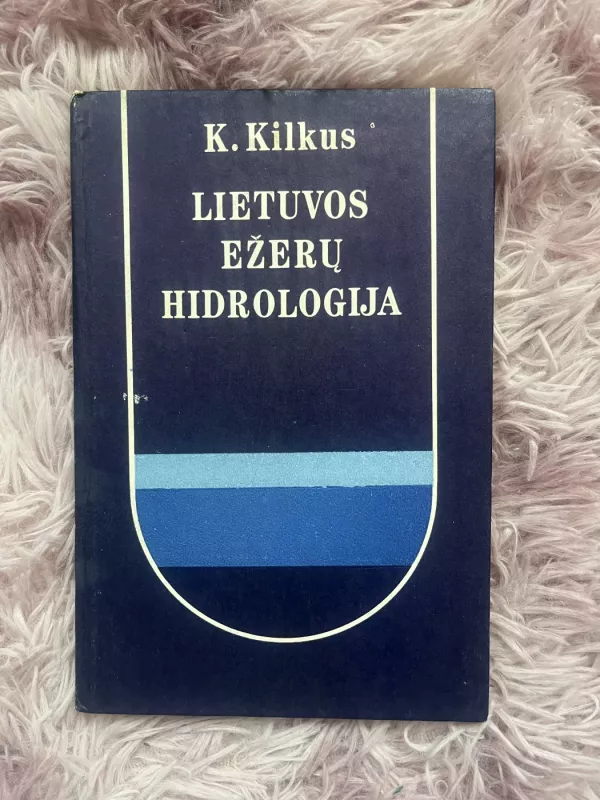 K. Kilkus
LIETUVOS
EŽERŲ
HIDROLOGIJA